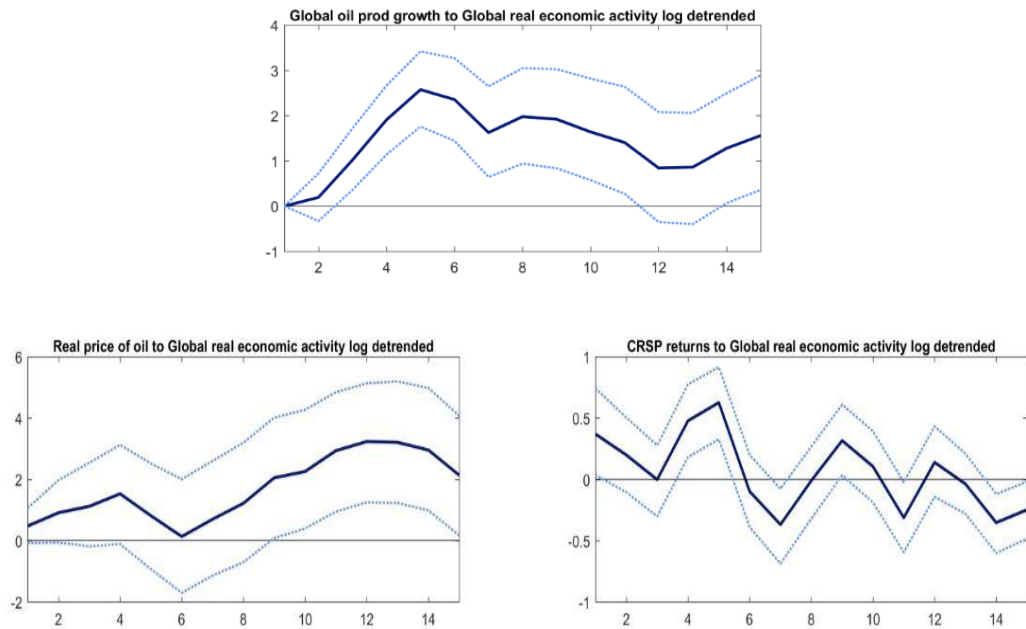 Global oil prod growth to Global real economic activity log detrended
4
3
2
1
0
-1
2 4 6 8 10 12 14
Real price of oil to Global real economic activity log detrended
6
4
2
0
-2
2 4 6 8 10 12 14
CRSP returns to Global real economic activity log detrended
1
0.5
0
-0.5
-1
2 4 6 8 10 12 14